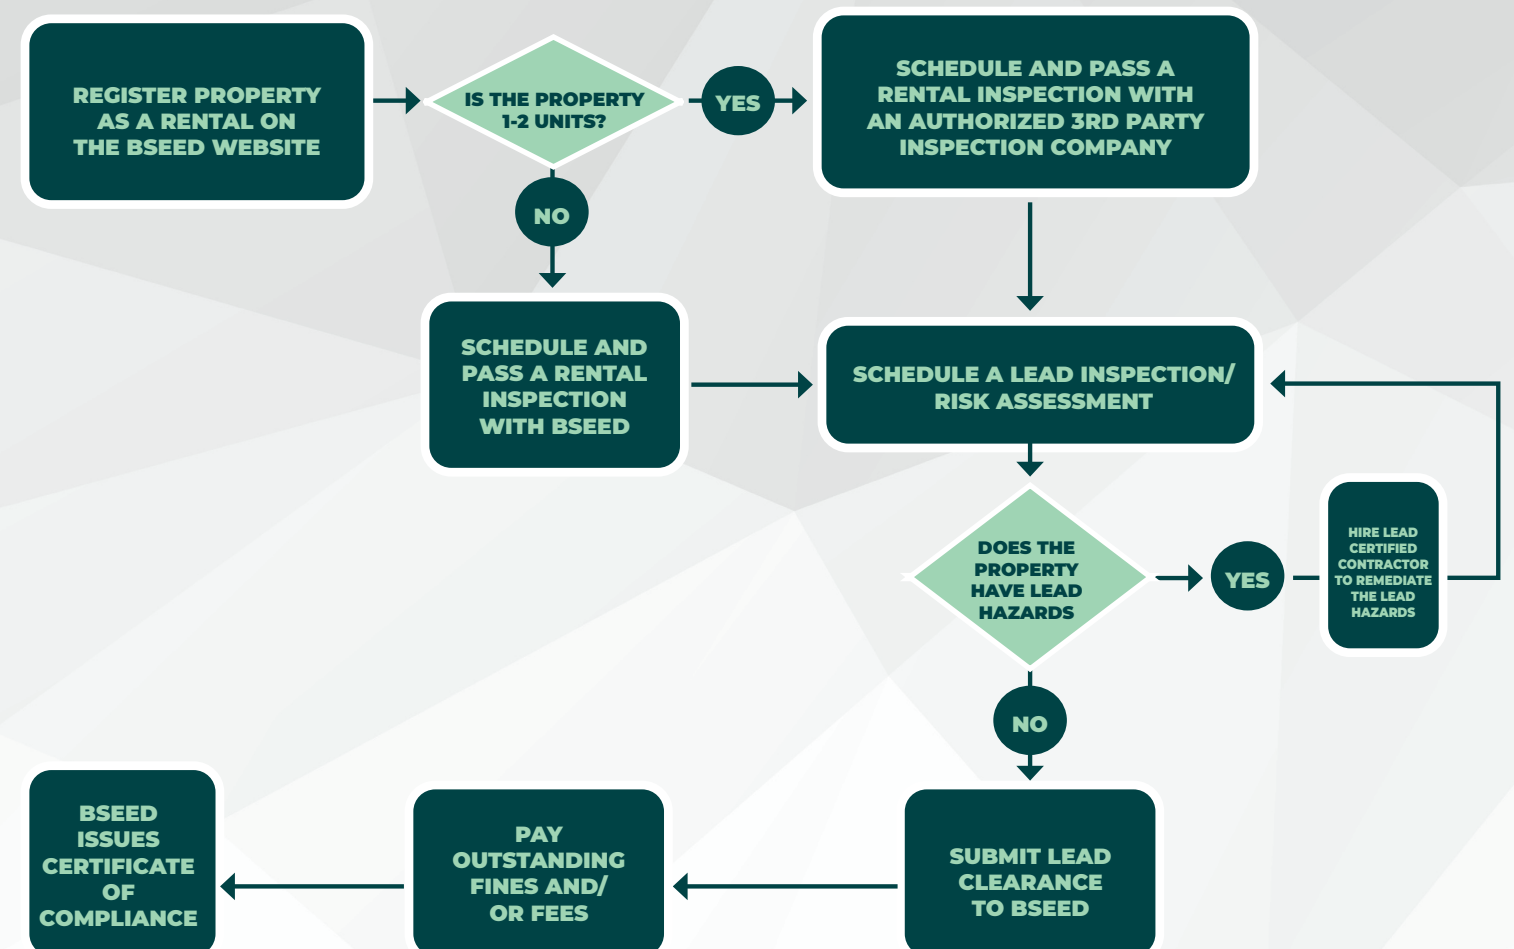 REGISTER PROPERTY
AS A RENTAL ON
THE BSEED WEBSITE
IS THE PROPERTY
1-2 UNITS?
YES
SCHEDULE AND PASS A
RENTAL INSPECTION WITH
AN AUTHORIZED 3RD PARTY
INSPECTION COMPANY
NO
SCHEDULE AND
PASS A RENTAL
INSPECTION
WITH BSEED
SCHEDULE A LEAD INSPECTION/
RISK ASSESSMENT
DOES THE
PROPERTY
HAVE LEAD
HAZARDS
YES
HIRE LEAD
CERTIFIED
CONTRACTOR
TO REMEDIATE
THE LEAD
HAZARDS
NO
SUBMIT LEAD
CLEARANCE
TO BSEED
PAY
OUTSTANDING
FINES AND/
OR FEES
BSEED
ISSUES
CERTIFICATE
OF
COMPLIANCE